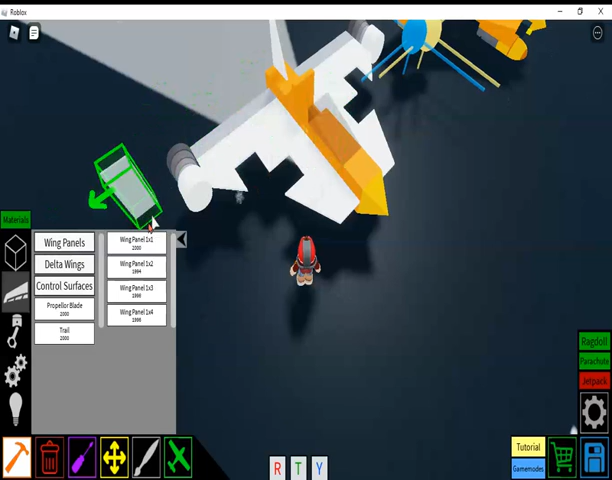 Roblox
Materials
Wing Panels
Delta Wings
Control Surfaces
Propellor Blade
2000
Trail
2000
Wing Panel 1x1
2000
Wing Panel 1x2
1994
Wing Panel 1x3
1996
Wing Panel 1x4
1996
Ragdoll
Parachute
Jetpack
R T Y
Tutorial
Gamemodes